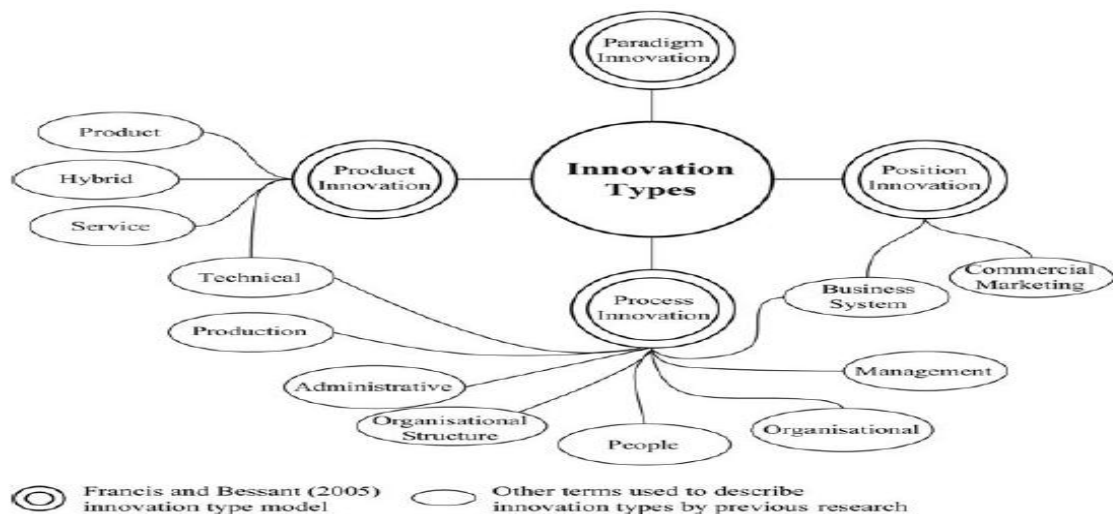 Paradigm
Innovation
Product
Hybrid
Service
Product
Innovation
Innovation
Types
Position
Innovation
Technical
Process
Innovation
Business
System
Commercial
Marketing
Production
Administrative
Organisational
Structure
People
Organisational
Management
Francis and Bessant (2005)
innovation type model
Other terms used to describe
innovation types by previous research